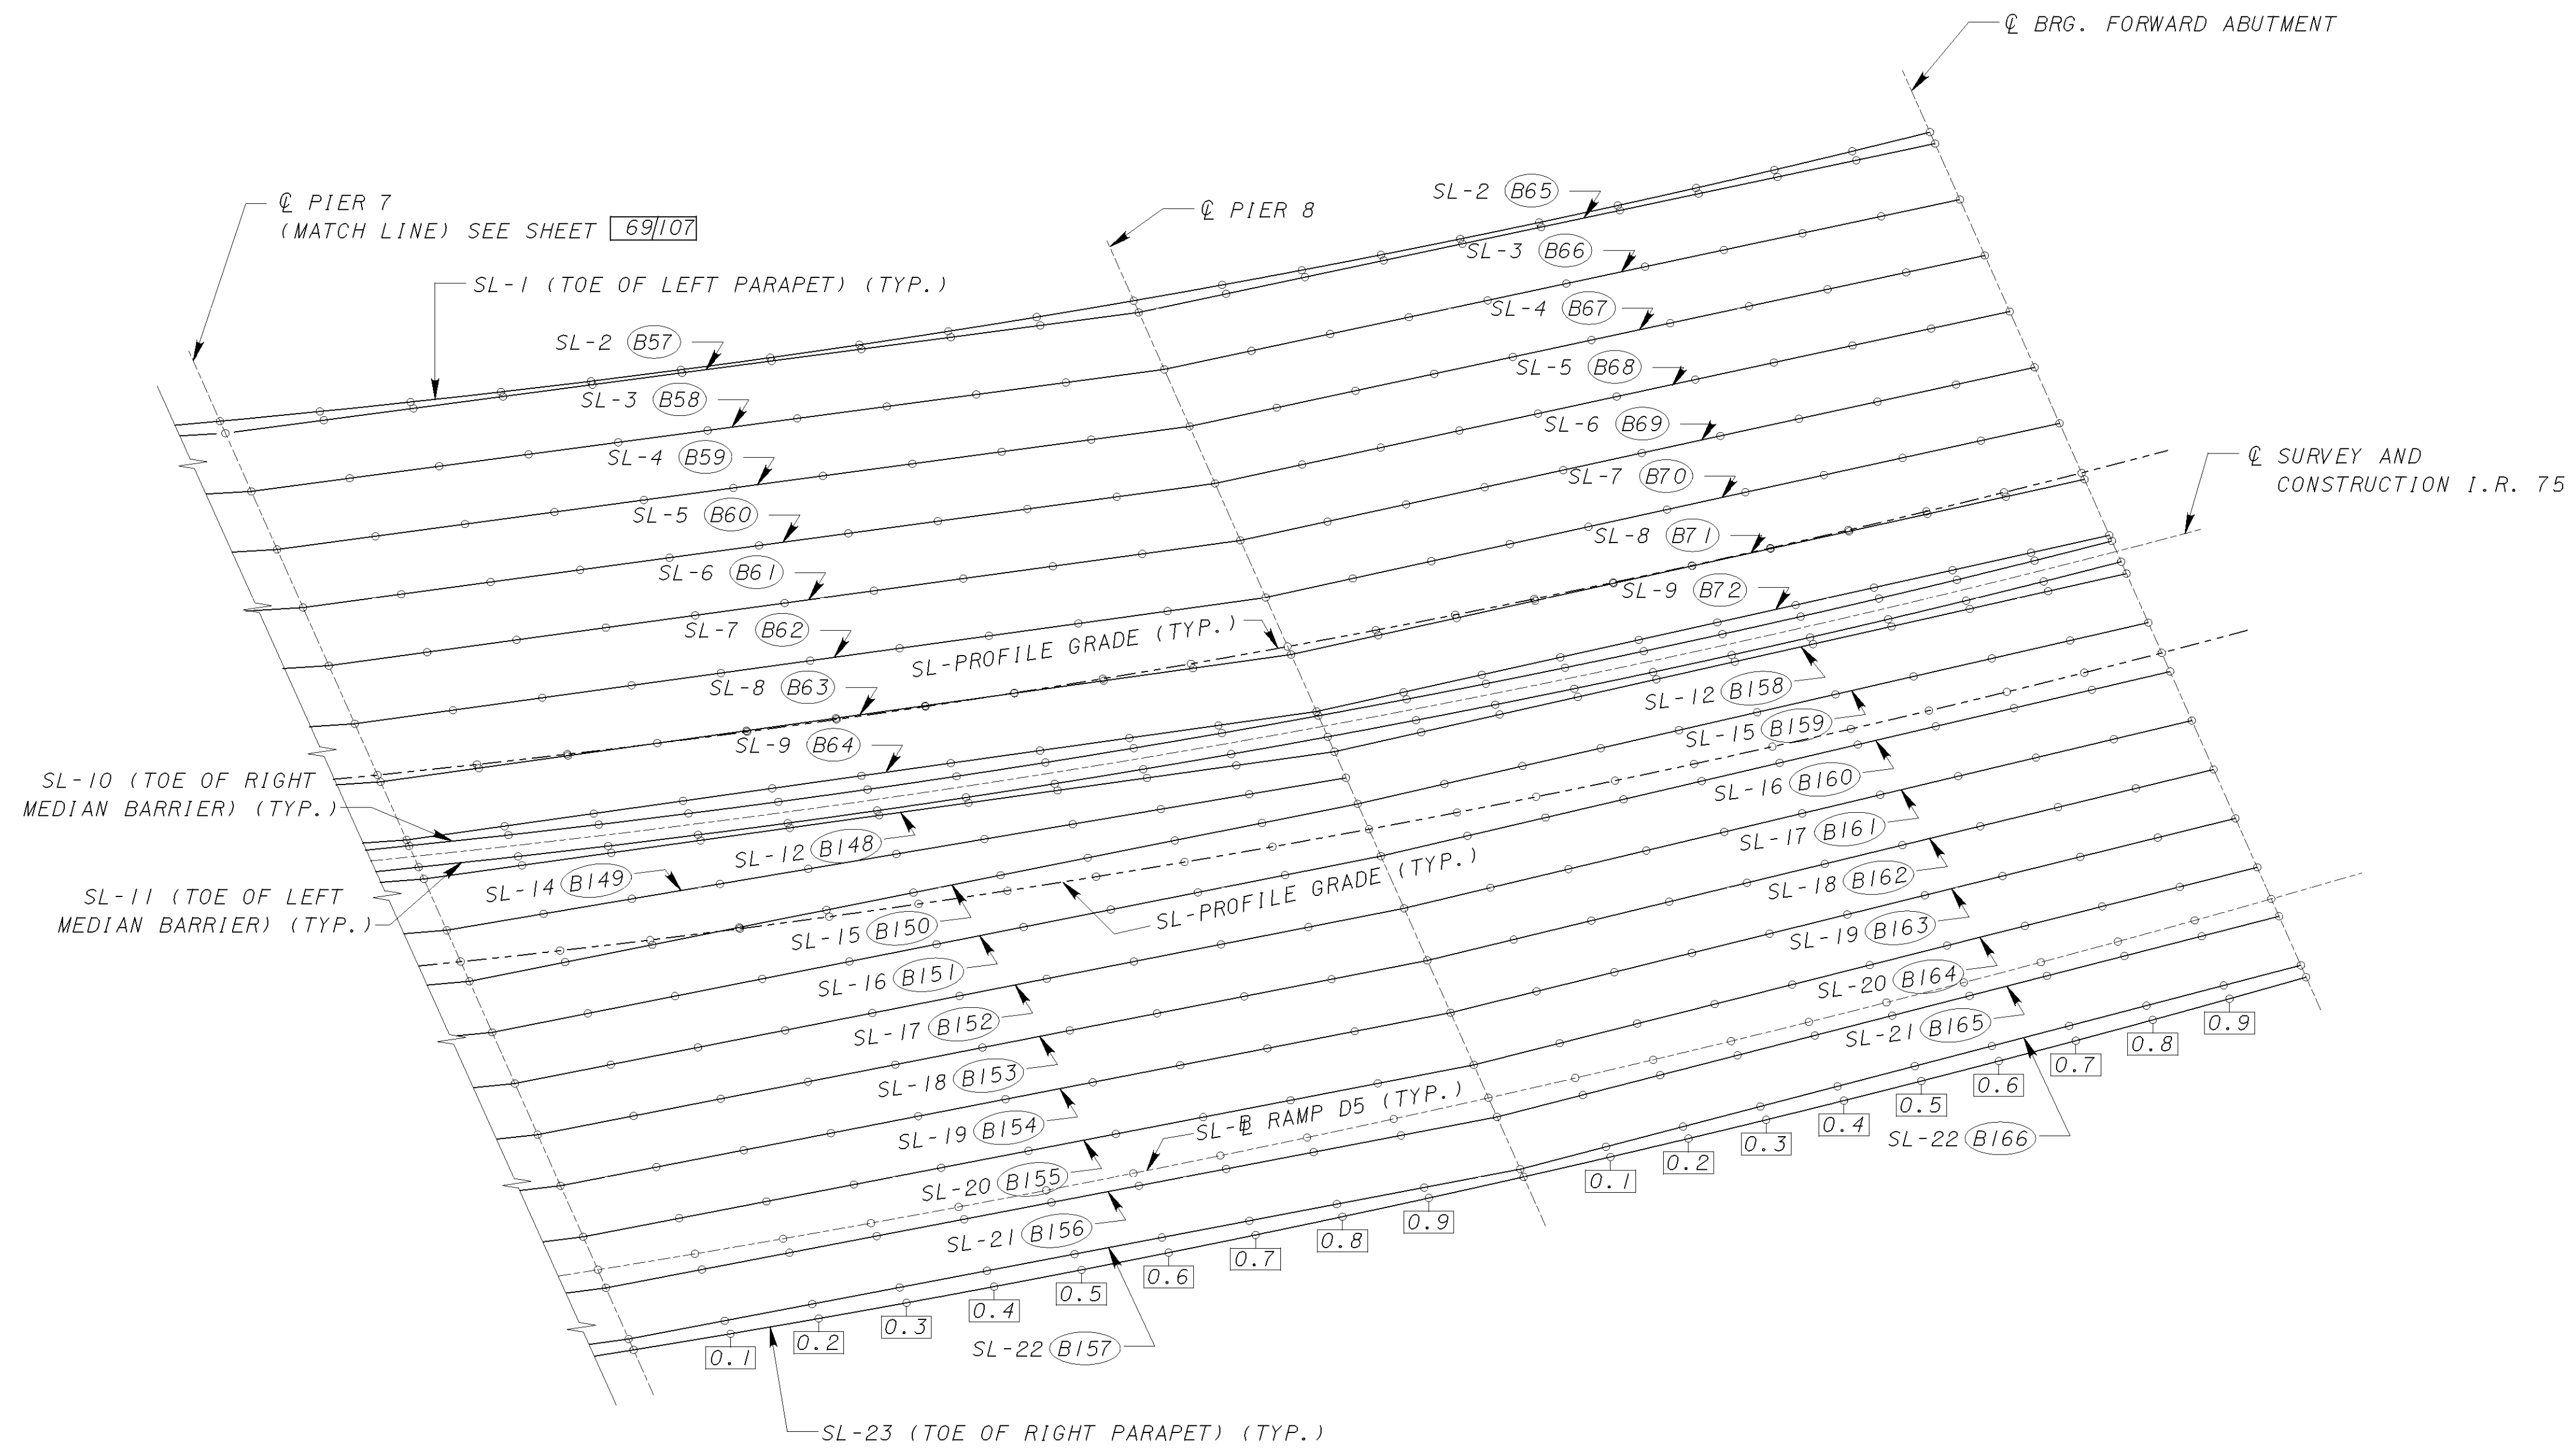 ℄ BRG. FORWARD ABUTMENT
℄ PIER 7
(MATCH LINE) SEE SHEET 69/107
℄ PIER 8
SL-1 (TOE OF LEFT PARAPET) (TYP.)
SL-2 B65
SL-3 B66
SL-4 B67
SL-5 B68
SL-6 B69
SL-7 B70
SL-8 B71
SL-9 B72
℄ SURVEY AND
CONSTRUCTION I.R. 75
SL-2 B57
SL-3 B58
SL-4 B59
SL-5 B60
SL-6 B61
SL-7 B62
SL-8 B63
SL-9 B64
SL-PROFILE GRADE (TYP.)
SL-10 (TOE OF RIGHT
MEDIAN BARRIER) (TYP.)
SL-11 (TOE OF LEFT
MEDIAN BARRIER) (TYP.)
SL-12 B148
SL-14 B149
SL-15 B150
SL-16 B151
SL-17 B152
SL-18 B153
SL-19 B154
SL-20 B155
SL-21 B156
SL-22 B157
SL-PROFILE GRADE (TYP.)
SL-12 B158
SL-15 B159
SL-16 B160
SL-17 B161
SL-18 B162
SL-19 B163
SL-20 B164
SL-21 B165
SL-22 B166
SL-BL RAMP D5 (TYP.)
0.1
0.2
0.3
0.4
0.5
0.6
0.7
0.8
0.9
0.1
0.2
0.3
0.4
0.5
0.6
0.7
0.8
0.9
SL-23 (TOE OF RIGHT PARAPET) (TYP.)